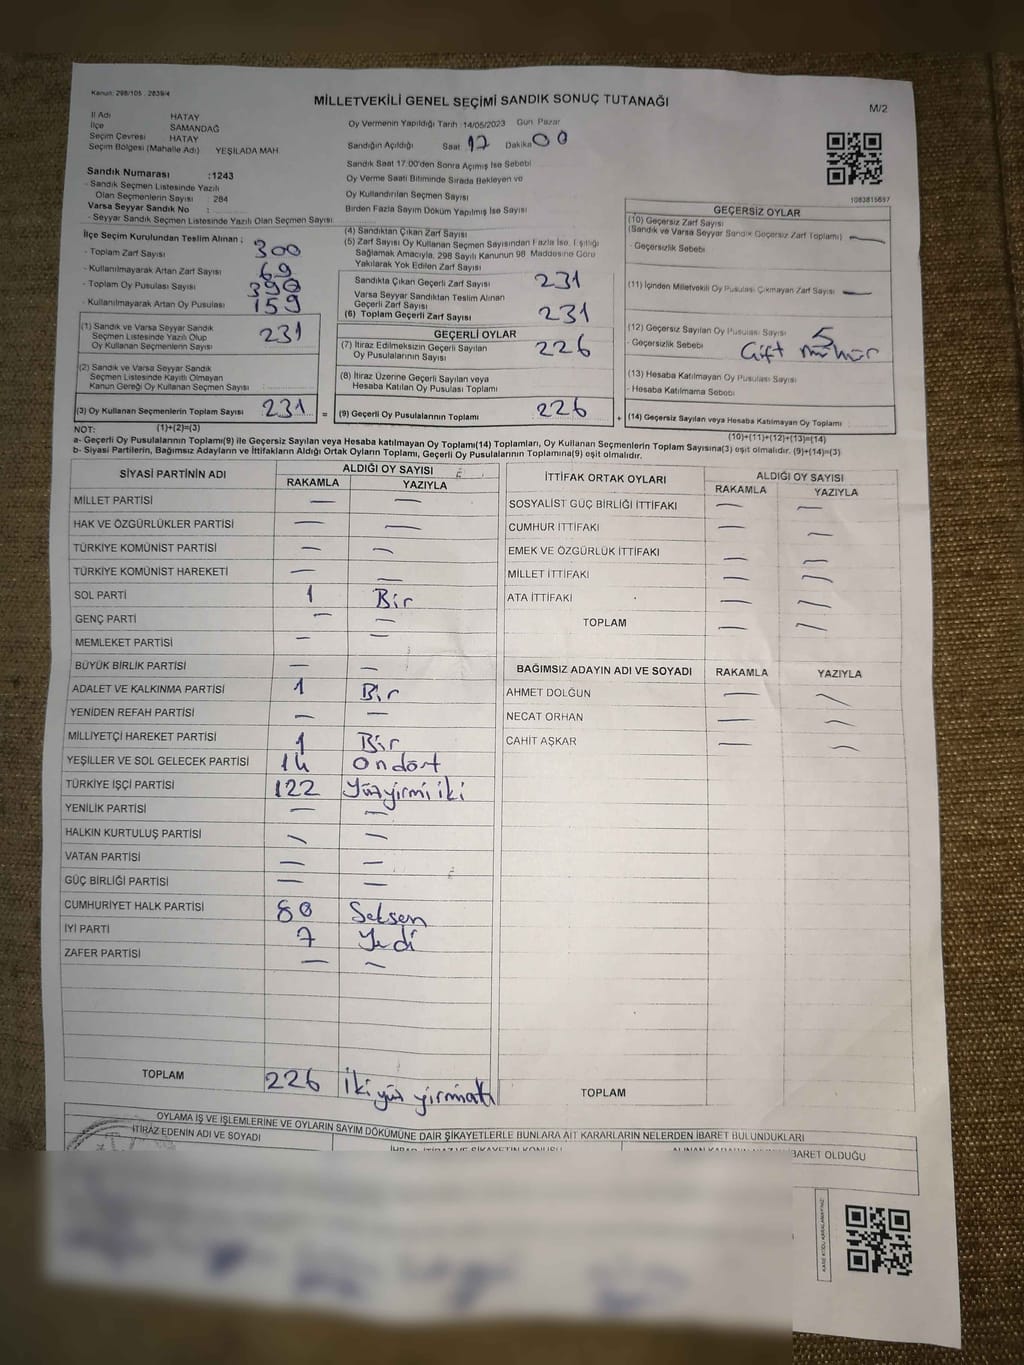 Kanun: 298/105 . 2839/4
MİLLETVEKİLİ GENEL SEÇİMİ SANDIK SONUÇ TUTANAĞI
M/2
İl Adı HATAY
İlçe SAMANDAĞ
Seçim Çevresi HATAY
Seçim Bölgesi (Mahalle Adı) YEŞİLADA MAH
Sandık Numarası :1243
- Sandık Seçmen Listesinde Yazılı
Olan Seçmenlerin Sayısı : 284
Varsa Seyyar Sandık No :
- Seyyar Sandık Seçmen Listesinde Yazılı Olan Seçmen Sayısı:
Oy Vermenin Yapıldığı Tarih :14/05/2023 Gün Pazar
Sandığın Açıldığı Saat 17 Dakika 00
Sandık Saat 17.00'den Sonra Açılmış İse Sebebi
Oy Verme Saati Bitiminde Sırada Bekleyen ve
Oy Kullandırılan Seçmen Sayısı
Birden Fazla Sayım Döküm Yapılmış İse Sayısı
1083815697
İlçe Seçim Kurulundan Teslim Alınan ;
- Toplam Zarf Sayısı 300
- Kullanılmayarak Artan Zarf Sayısı 69
- Toplam Oy Pusulası Sayısı 390
- Kullanılmayarak Artan Oy Pusulası 159
(1) Sandık ve Varsa Seyyar Sandık
Seçmen Listesinde Yazılı Olup
Oy Kullanan Seçmenlerin Sayısı 231
(2) Sandık ve Varsa Seyyar Sandık
Seçmen Listesinde Kayıtlı Olmayan
Kanun Gereği Oy Kullanan Seçmen Sayısı
(3) Oy Kullanan Seçmenlerin Toplam Sayısı 231 =
(4) Sandıktan Çıkan Zarf Sayısı
(5) Zarf Sayısı Oy Kullanan Seçmen Sayısından Fazla İse, Eşitliği
Sağlamak Amacıyla, 298 Sayılı Kanunun 98 Maddesine Göre
Yakılarak Yok Edilen Zarf Sayısı
Sandıkta Çıkan Geçerli Zarf Sayısı 231
Varsa Seyyar Sandıktan Teslim Alınan
Geçerli Zarf Sayısı
(6) Toplam Geçerli Zarf Sayısı 231
GEÇERLİ OYLAR
(7) İtiraz Edilmeksizin Geçerli Sayılan
Oy Pusulalarının Sayısı 226
(8) İtiraz Üzerine Geçerli Sayılan veya
Hesaba Katılan Oy Pusulası Toplamı
(9) Geçerli Oy Pusulalarının Toplamı 226 +
GEÇERSİZ OYLAR
(10) Geçersiz Zarf Sayısı
(Sandık ve Varsa Seyyar Sandık Geçersiz Zarf Toplamı) —
- Geçersizlik Sebebi
(11) İçinden Milletvekili Oy Pusulası Çıkmayan Zarf Sayısı —
(12) Geçersiz Sayılan Oy Pusulası Sayısı 5
- Geçersizlik Sebebi Çift mühür
(13) Hesaba Katılmayan Oy Pusulası Sayısı
- Hesaba Katılmama Sebebi
(14) Geçersiz Sayılan veya Hesaba Katılmayan Oy Toplamı
NOT: (1)+(2)=(3) (10)+(11)+(12)+(13)=(14)
a- Geçerli Oy Pusulalarının Toplamı(9) ile Geçersiz Sayılan veya Hesaba katılmayan Oy Toplamı(14) Toplamları, Oy Kullanan Seçmenlerin Toplam Sayısına(3) eşit olmalıdır. (9)+(14)=(3)
b- Siyasi Partilerin, Bağımsız Adayların ve İttifakların Aldığı Ortak Oyların Toplamı, Geçerli Oy Pusulalarının Toplamına(9) eşit olmalıdır.
SİYASİ PARTİNİN ADI ALDIĞI OY SAYISI
RAKAMLA YAZIYLA
MİLLET PARTİSİ — —
HAK VE ÖZGÜRLÜKLER PARTİSİ — —
TÜRKİYE KOMÜNİST PARTİSİ — —
TÜRKİYE KOMÜNİST HAREKETİ — —
SOL PARTİ 1 Bir
GENÇ PARTİ — —
MEMLEKET PARTİSİ — —
BÜYÜK BİRLİK PARTİSİ — —
ADALET VE KALKINMA PARTİSİ 1 Bir
YENİDEN REFAH PARTİSİ — —
MİLLİYETÇİ HAREKET PARTİSİ 1 Bir
YEŞİLLER VE SOL GELECEK PARTİSİ 14 Ondört
TÜRKİYE İŞÇİ PARTİSİ 122 Yüzyirmiiki
YENİLİK PARTİSİ — —
HALKIN KURTULUŞ PARTİSİ — —
VATAN PARTİSİ — —
GÜÇ BİRLİĞİ PARTİSİ — —
CUMHURİYET HALK PARTİSİ 80 Seksen
İYİ PARTİ 7 Yedi
ZAFER PARTİSİ — —
TOPLAM 226 İkiyüz yirmialtı
İTTİFAK ORTAK OYLARI ALDIĞI OY SAYISI
RAKAMLA YAZIYLA
SOSYALİST GÜÇ BİRLİĞİ İTTİFAKI — —
CUMHUR İTTİFAKI — —
EMEK VE ÖZGÜRLÜK İTTİFAKI — —
MİLLET İTTİFAKI — —
ATA İTTİFAKI — —
TOPLAM — —
BAĞIMSIZ ADAYIN ADI VE SOYADI RAKAMLA YAZIYLA
AHMET DOLĞUN — —
NECAT ORHAN — —
CAHİT AŞKAR — —
TOPLAM
OYLAMA İŞ VE İŞLEMLERİNE VE OYLARIN SAYIM DÖKÜMÜNE DAİR ŞİKAYETLERLE BUNLARA AİT KARARLARIN NELERDEN İBARET BULUNDUKLARI
İTİRAZ EDENİN ADI VE SOYADI
İBARET OLDUĞU